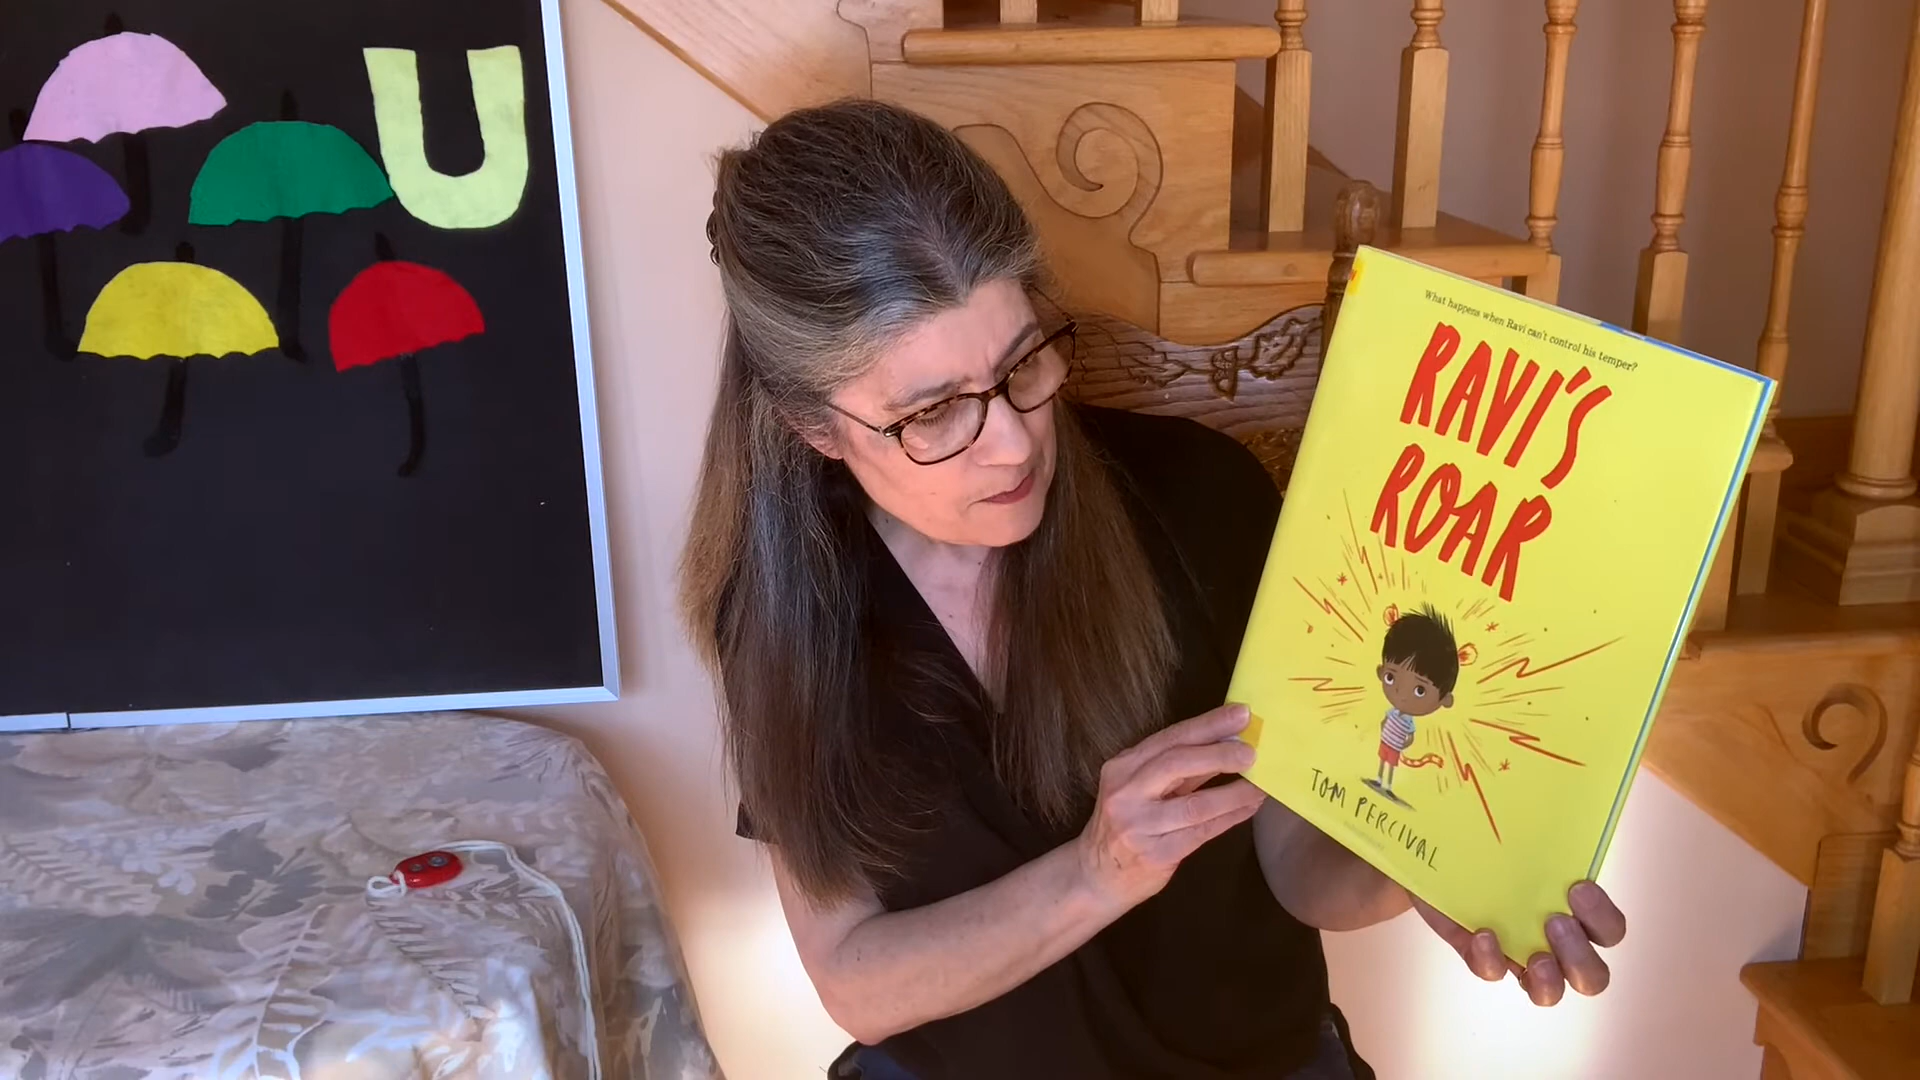 U
What happens when Ravi can't control his temper?
RAVI'S
ROAR
TOM PERCIVAL